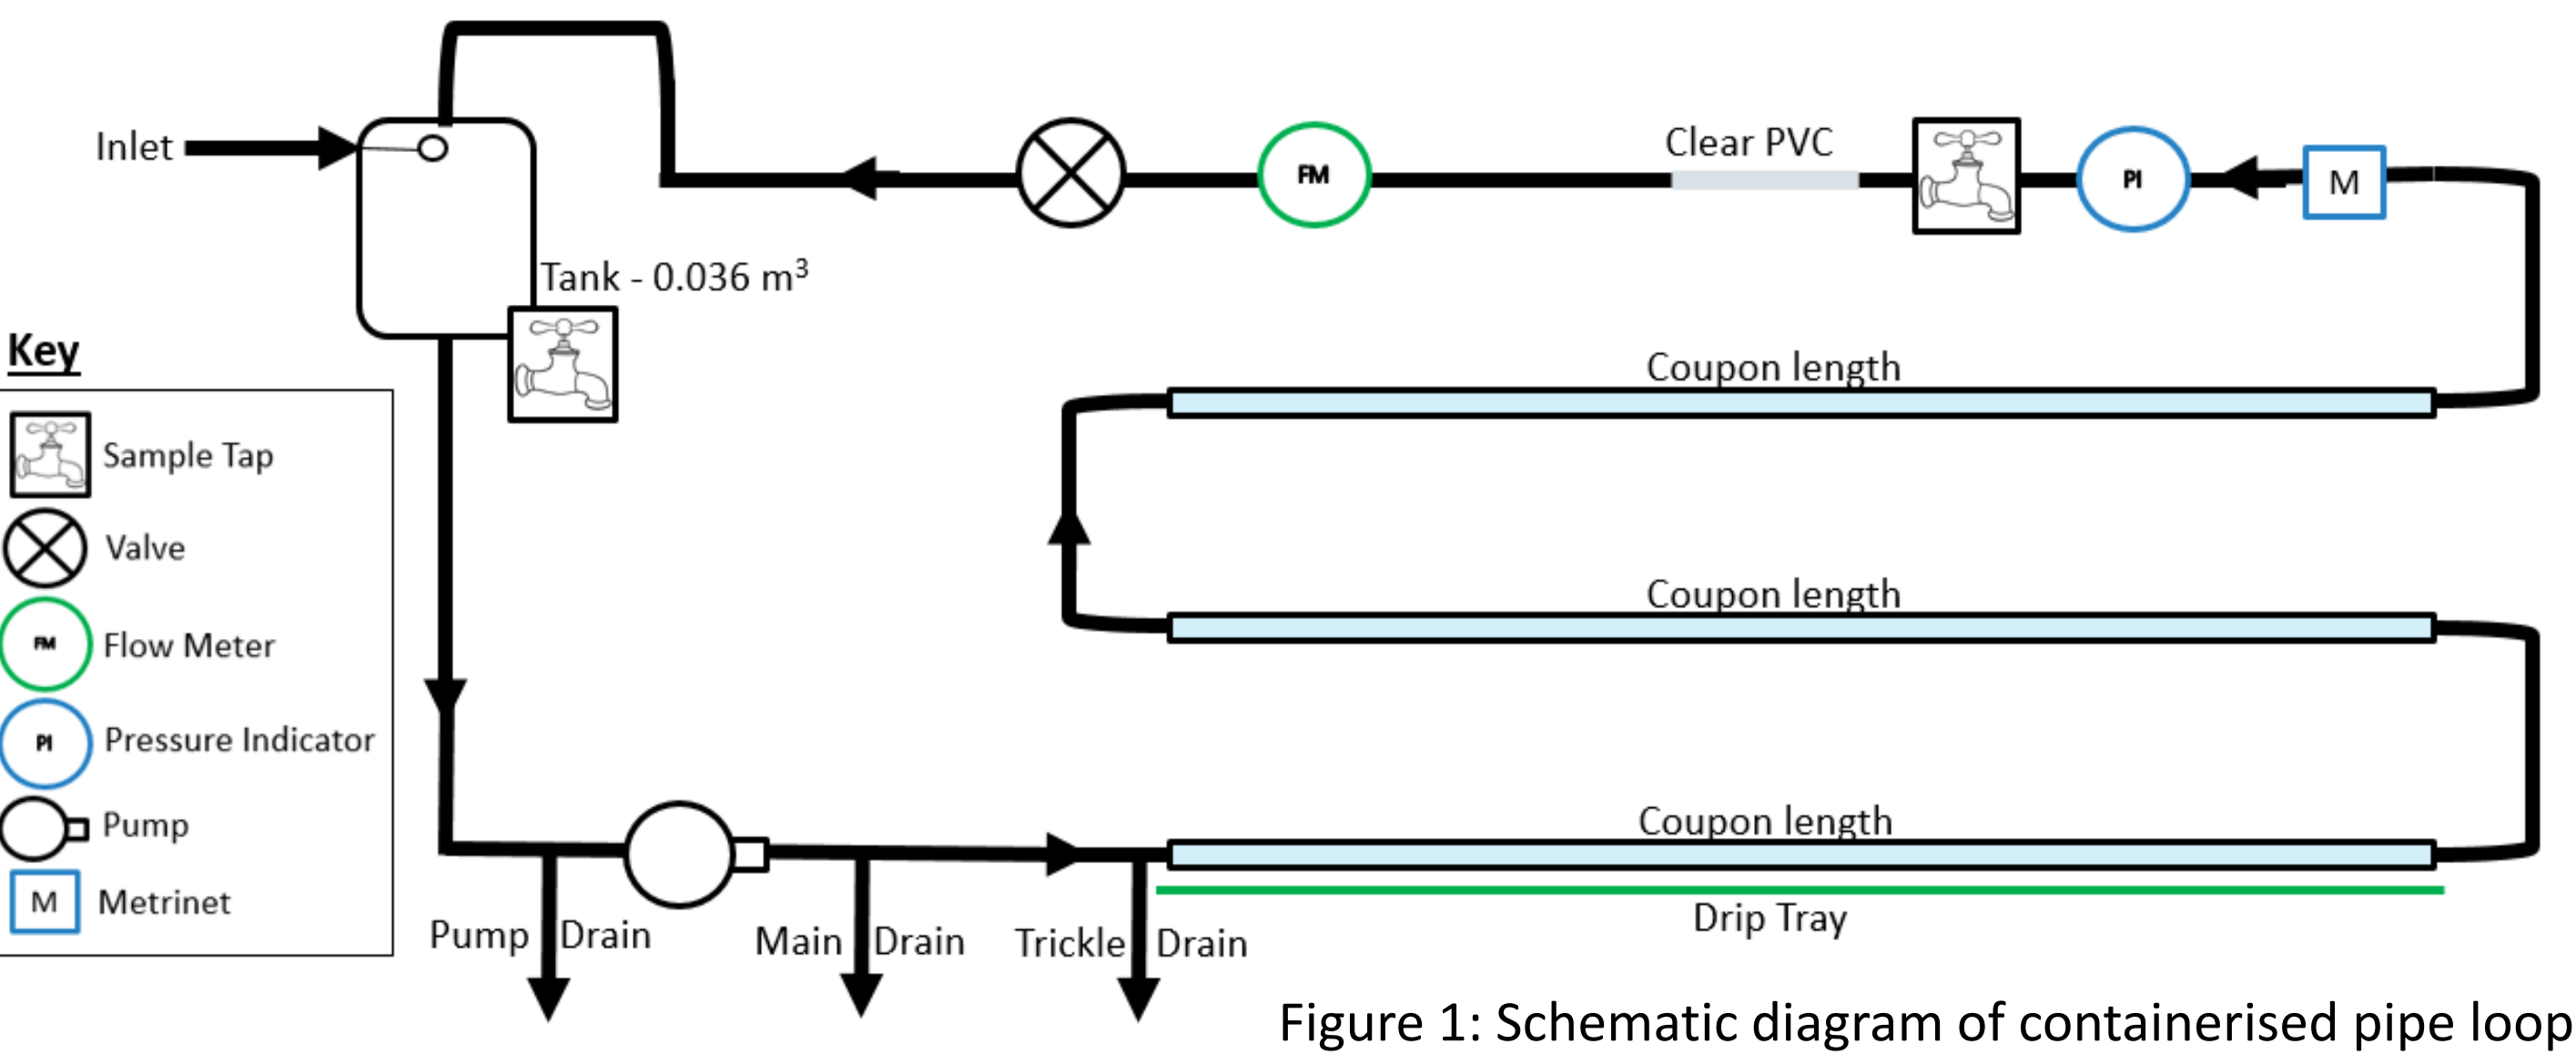 Inlet
Clear PVC
FM
PI
M
Tank - 0.036 m³
Key
Sample Tap
Valve
FM
Flow Meter
PI
Pressure Indicator
Pump
M
Metrinet
Coupon length
Coupon length
Coupon length
Drip Tray
Pump Drain
Main Drain
Trickle Drain
Figure 1: Schematic diagram of containerised pipe loop